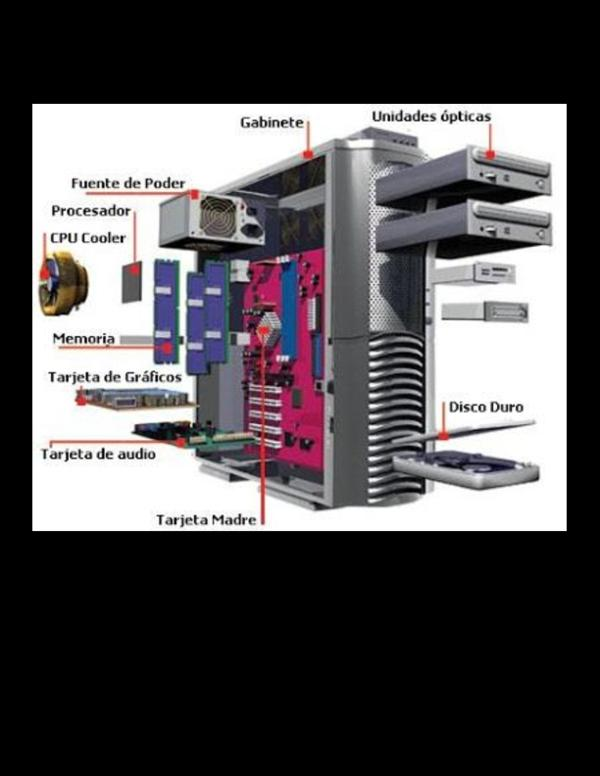 Gabinete
Unidades ópticas
Fuente de Poder
Procesador
CPU Cooler
Memoria
Tarjeta de Gráficos
Disco Duro
Tarjeta de audio
Tarjeta Madre